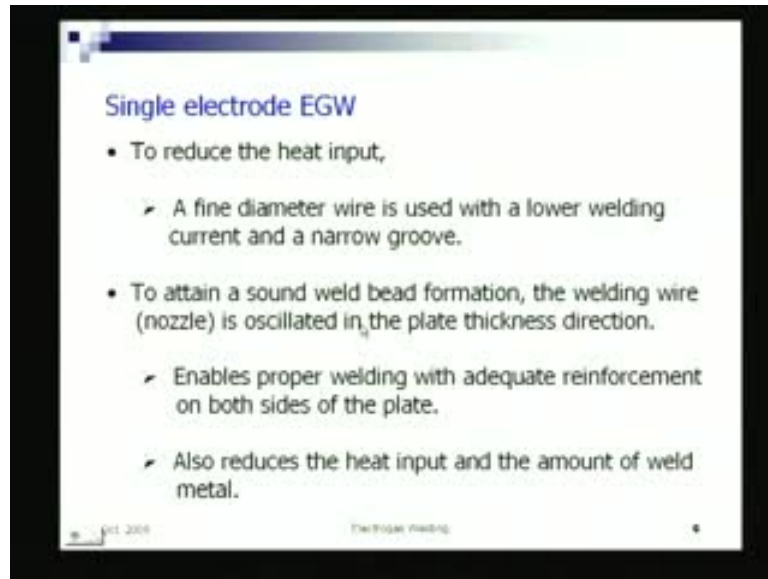 Single electrode EGW
• To reduce the heat input,
➢ A fine diameter wire is used with a lower welding
current and a narrow groove.
• To attain a sound weld bead formation, the welding wire
(nozzle) is oscillated in the plate thickness direction.
➢ Enables proper welding with adequate reinforcement
on both sides of the plate.
➢ Also reduces the heat input and the amount of weld
metal.
Electrogas Welding
6